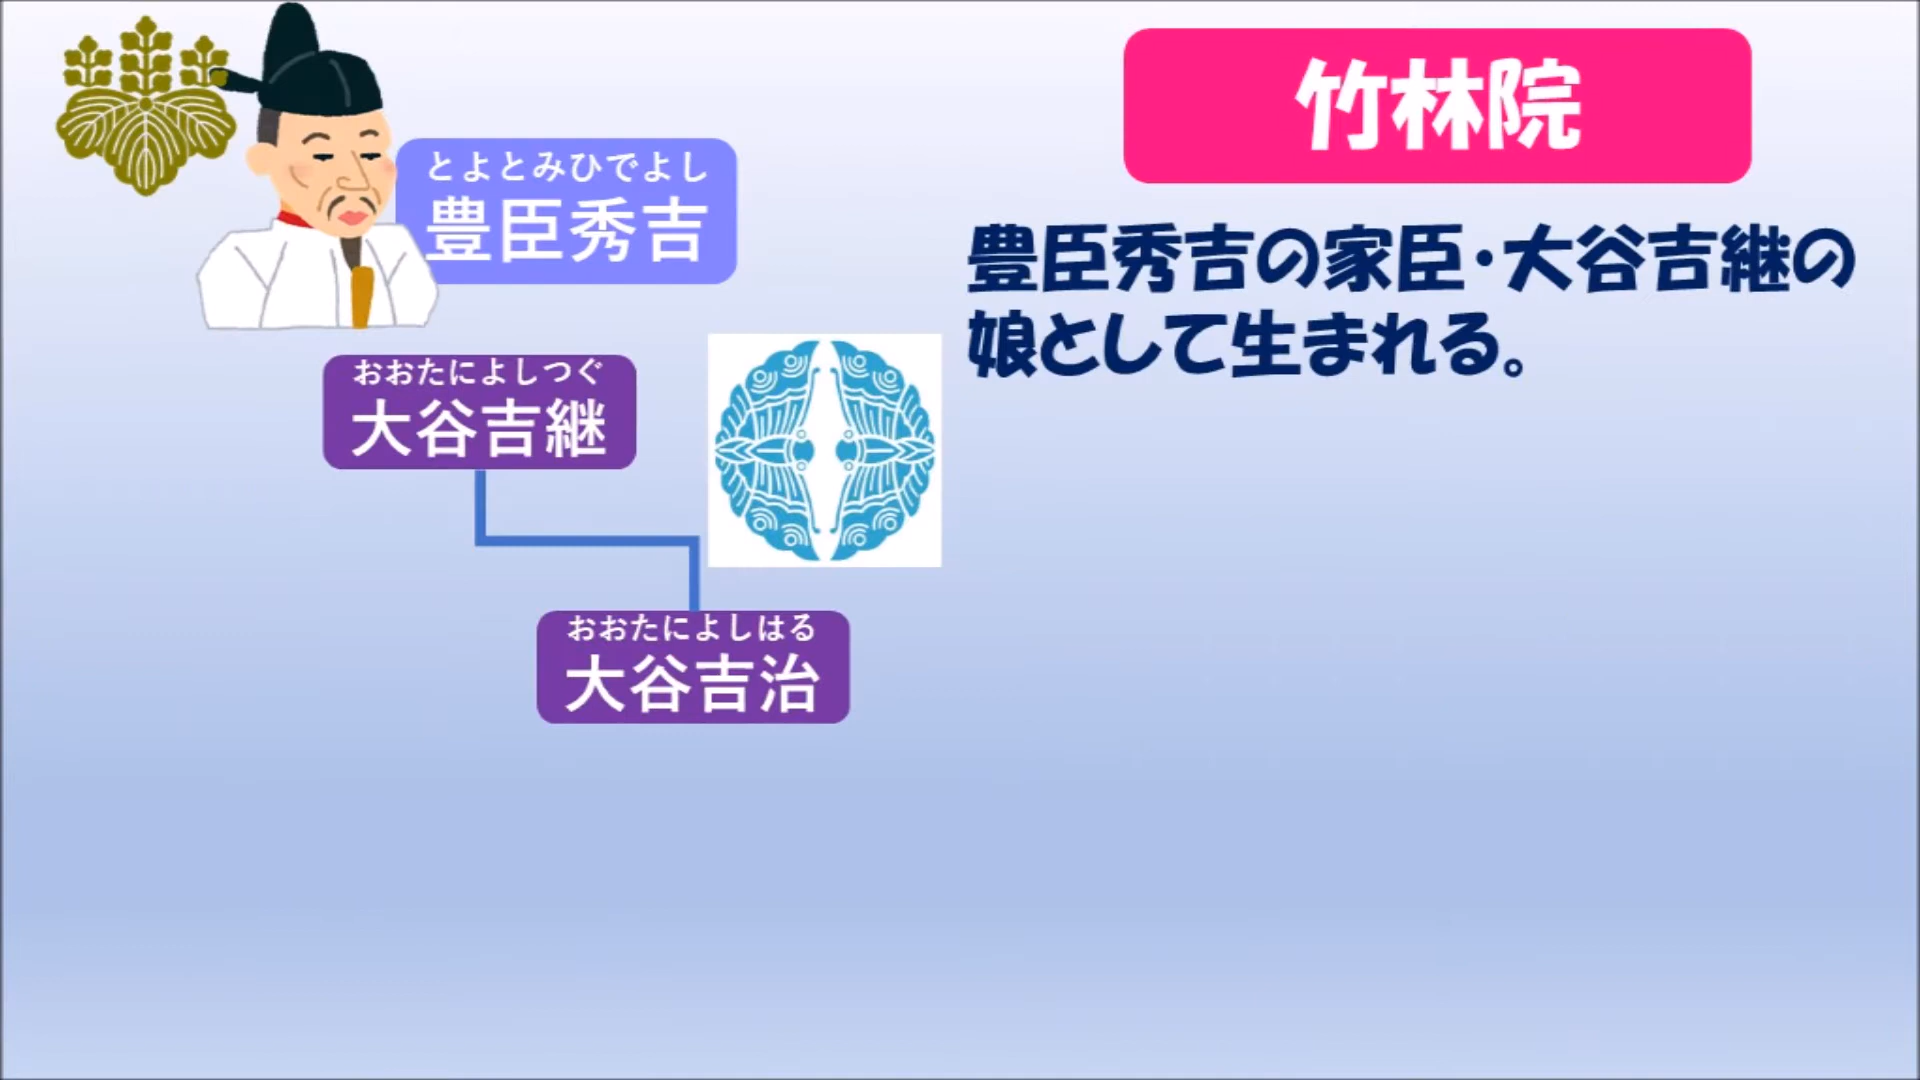 竹林院
とよとみひでよし
豊臣秀吉
豊臣秀吉の家臣・大谷吉継の
娘として生まれる。
おおたによしつぐ
大谷吉継
おおたによしはる
大谷吉治